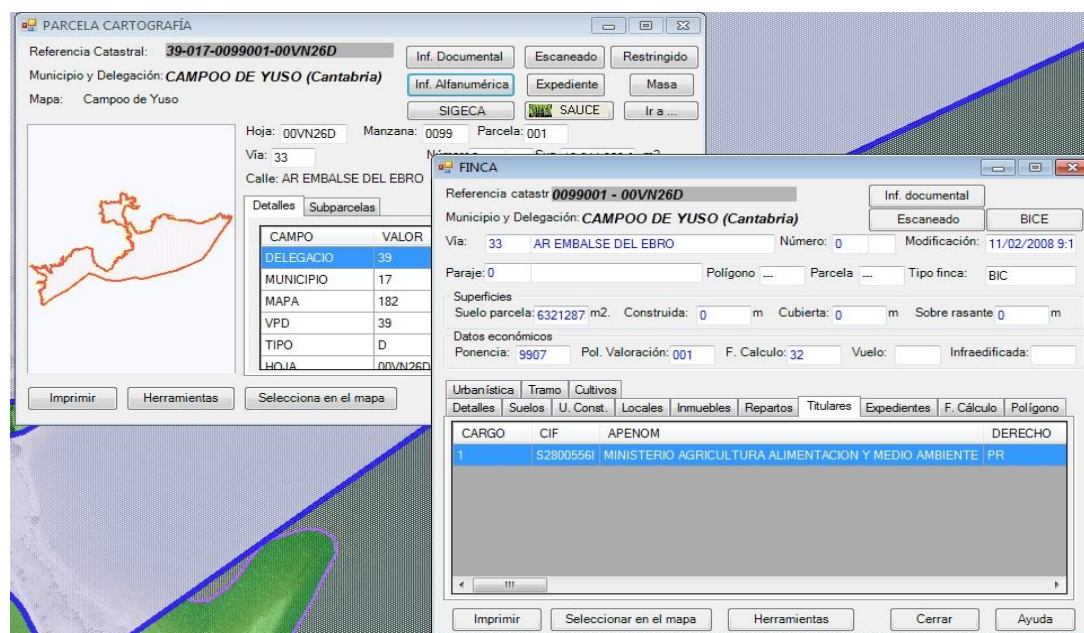 PARCELA CARTOGRAFÍA
Referencia Catastral: 39-017-0099001-00VN26D
Municipio y Delegación: CAMPOO DE YUSO (Cantabria)
Mapa: Campoo de Yuso
Inf. Documental Escaneado Restringido
Inf. Alfanumérica Expediente Masa
SIGECA SAUCE Ir a ...
Hoja: 00VN26D Manzana: 0099 Parcela: 001
Vía: 33
Calle: AR EMBALSE DEL EBRO
Detalles Subparcelas
CAMPO VALOR
DELEGACIO 39
MUNICIPIO 17
MAPA 182
VPD 39
TIPO D
HOJA 00VN26D
Imprimir Herramientas Selecciona en el mapa
FINCA
Referencia catastr 0099001 - 00VN26D
Inf. documental
Municipio y Delegación: CAMPOO DE YUSO (Cantabria)
Escaneado BICE
Vía: 33 AR EMBALSE DEL EBRO Número: 0 Modificación: 11/02/2008 9:1
Paraje: 0 Polígono --- Parcela --- Tipo finca: BIC
Superficies
Suelo parcela: 6321287 m2. Construida: 0 m Cubierta: 0 m Sobre rasante 0 m
Datos económicos
Ponencia: 9907 Pol. Valoración: 001 F. Calculo: 32 Vuelo: Infraedificada:
Urbanística Tramo Cultivos
Detalles Suelos U. Const. Locales Inmuebles Repartos Titulares Expedientes F. Cálculo Polígono
CARGO CIF APENOM DERECHO
1 S2800556I MINISTERIO AGRICULTURA ALIMENTACION Y MEDIO AMBIENTE PR
Imprimir Seleccionar en el mapa Herramientas Cerrar Ayuda